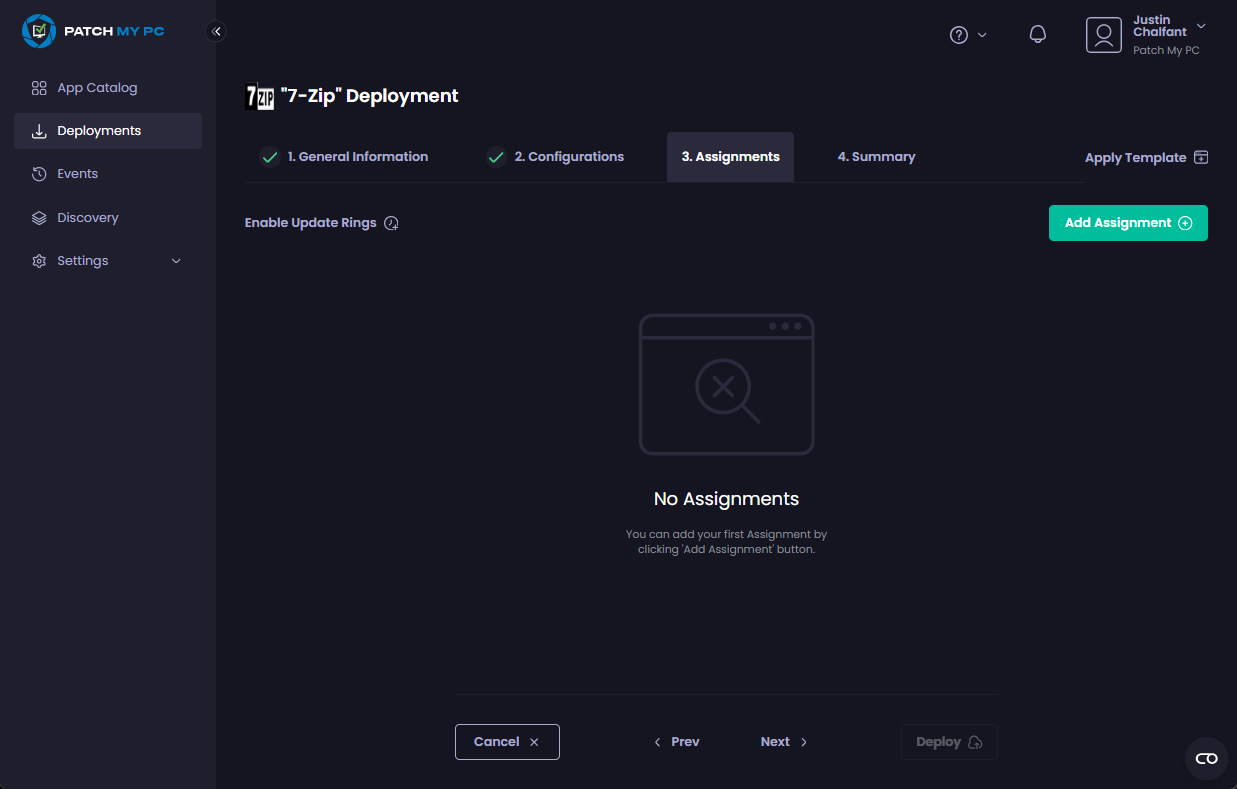 PATCH MY PC
Justin
Chalfant
Patch My PC
App Catalog
Deployments
Events
Discovery
Settings
7 ZIP "7-Zip" Deployment
1. General Information
2. Configurations
3. Assignments
4. Summary
Apply Template
Enable Update Rings
Add Assignment
No Assignments
You can add your first Assignment by
clicking 'Add Assignment' button.
Cancel
Prev
Next
Deploy